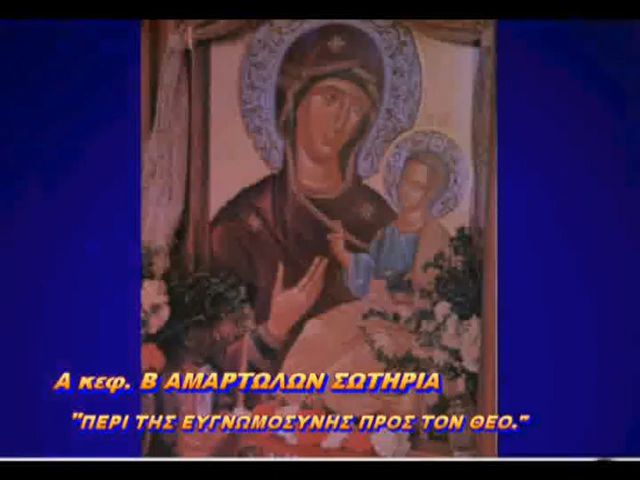 Α κεφ. Β ΑΜΑΡΤΩΛΩΝ ΣΩΤΗΡΙΑ
"ΠΕΡΙ ΤΗΣ ΕΥΓΝΩΜΟΣΥΝΗΣ ΠΡΟΣ ΤΟΝ ΘΕΟ."